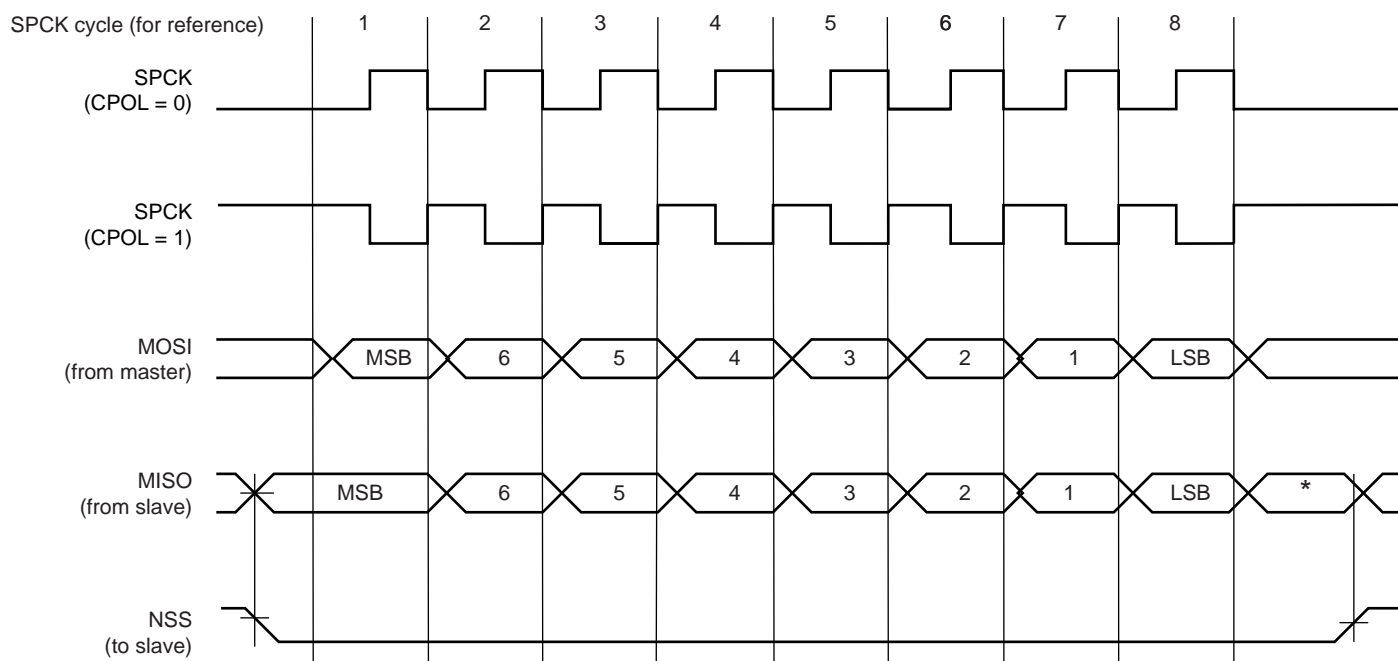 SPCK cycle (for reference) 1 2 3 4 5 6 7 8
SPCK
(CPOL = 0)
SPCK
(CPOL = 1)
MOSI
(from master)
MSB 6 5 4 3 2 1 LSB
MISO
(from slave)
MSB 6 5 4 3 2 1 LSB *
NSS
(to slave)